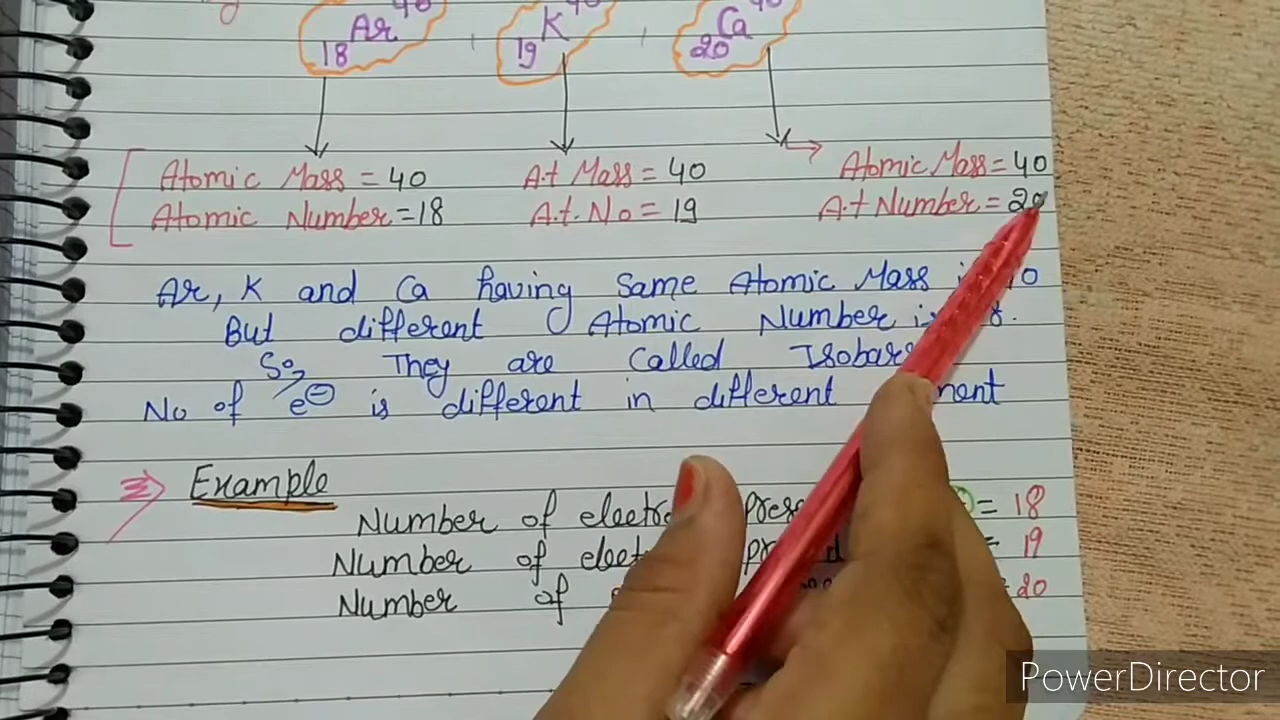 18 Ar 40 , 19 K 40 , 20 Ca 40
Atomic Mass = 40 At Mass = 40 Atomic Mass = 40
Atomic Number = 18 A.t. No = 19 A.t Number = 20
Ar, K and Ca having Same Atomic Mass
But different Atomic Number
So, They are Called Isobars
No of e⊖ is different in different
Example
Number of = 18
Number of = 19
Number of = 20
PowerDirector